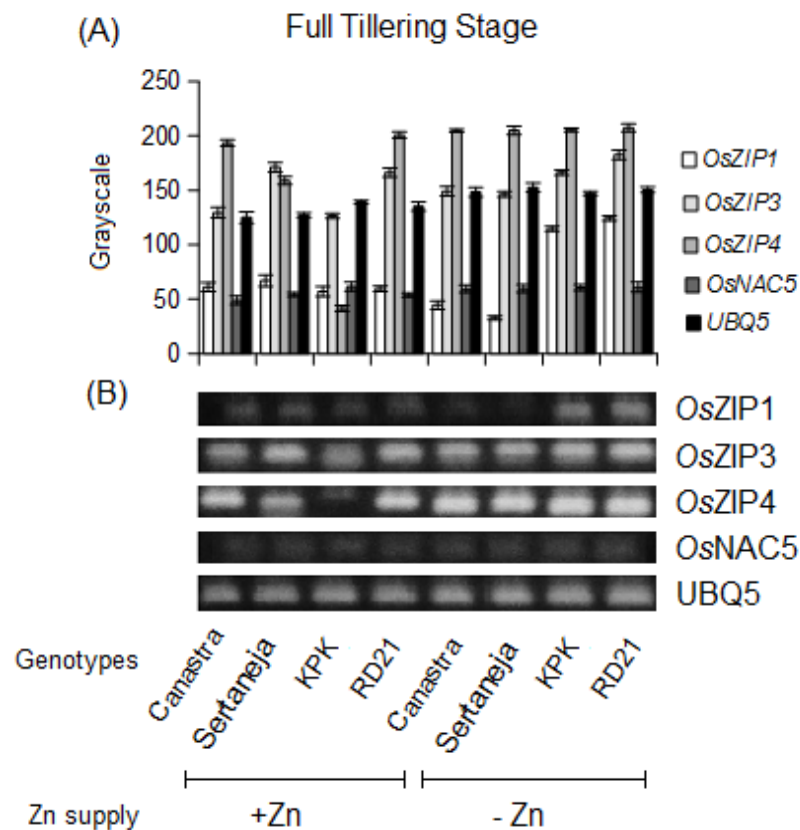 (A) Full Tillering Stage
250
200
150
100
50
0
Grayscale
OsZIP1
OsZIP3
OsZIP4
OsNAC5
UBQ5
(B)
OsZIP1
OsZIP3
OsZIP4
OsNAC5
UBQ5
Genotypes Canastra Sertaneja KPK RD21 Canastra Sertaneja KPK RD21
Zn supply +Zn - Zn